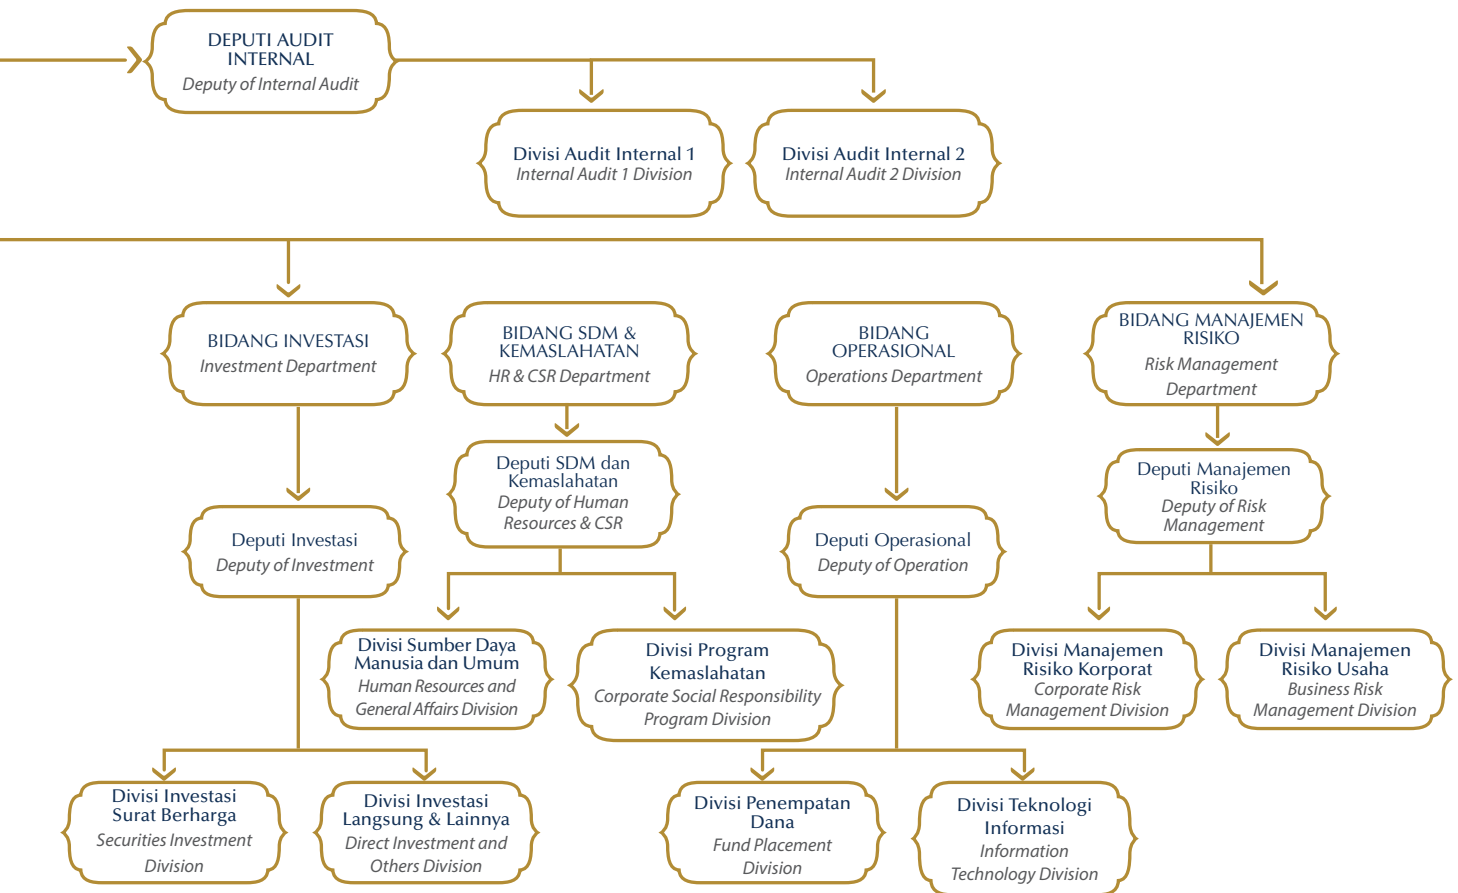 DEPUTI AUDIT
INTERNAL
Deputy of Internal Audit
Divisi Audit Internal 1
Internal Audit 1 Division
Divisi Audit Internal 2
Internal Audit 2 Division
BIDANG INVESTASI
Investment Department
BIDANG SDM &
KEMASLAHATAN
HR & CSR Department
BIDANG
OPERASIONAL
Operations Department
BIDANG MANAJEMEN
RISIKO
Risk Management
Department
Deputi Investasi
Deputy of Investment
Deputi SDM dan
Kemaslahatan
Deputy of Human
Resources & CSR
Deputi Operasional
Deputy of Operation
Deputi Manajemen
Risiko
Deputy of Risk
Management
Divisi Sumber Daya
Manusia dan Umum
Human Resources and
General Affairs Division
Divisi Program
Kemaslahatan
Corporate Social Responsibility
Program Division
Divisi Manajemen
Risiko Korporat
Corporate Risk
Management Division
Divisi Manajemen
Risiko Usaha
Business Risk
Management Division
Divisi Investasi
Surat Berharga
Securities Investment
Division
Divisi Investasi
Langsung & Lainnya
Direct Investment and
Others Division
Divisi Penempatan
Dana
Fund Placement
Division
Divisi Teknologi
Informasi
Information
Technology Division